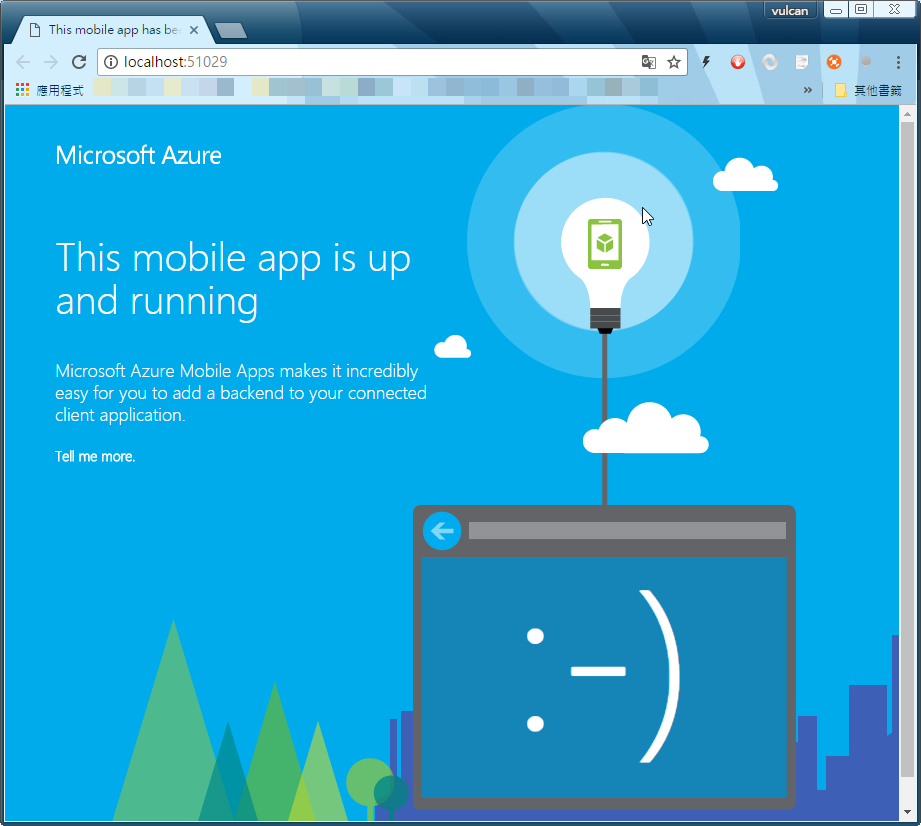 vulcan
This mobile app has be
localhost:51029
應用程式
»
其他書籤
Microsoft Azure
This mobile app is up
and running
Microsoft Azure Mobile Apps makes it incredibly
easy for you to add a backend to your connected
client application.
Tell me more.
:-)